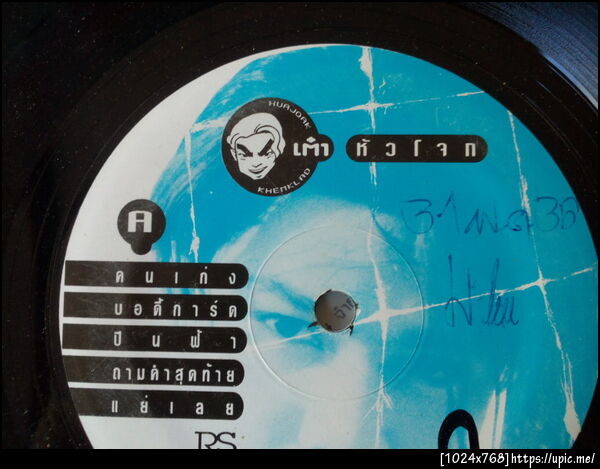 HUAJOAK
เต๋า
หัวโจก
KHENKLAD
A
คนเก่ง
บอดี้การ์ด
ปีนฟ้า
ถามคำสุดท้าย
แย่เลย
RS
[1024x768]https://upic.me/